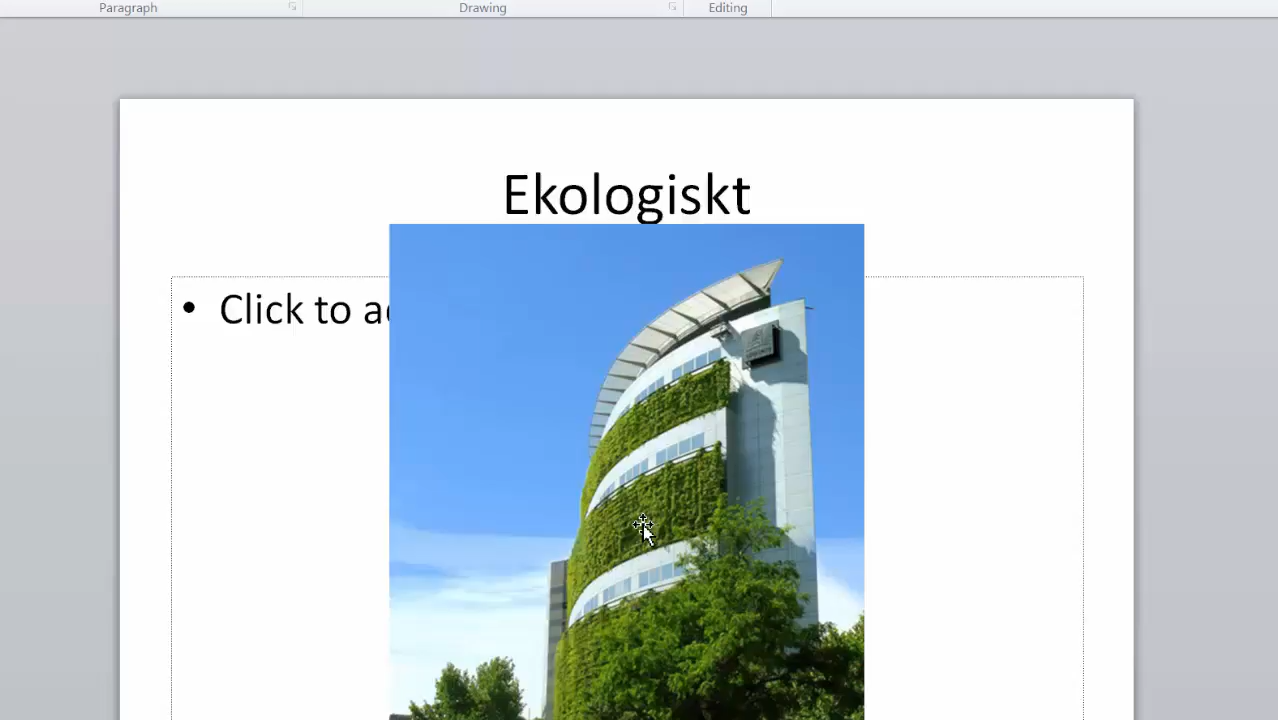 Paragraph
Drawing
Editing
Ekologiskt
• Click to